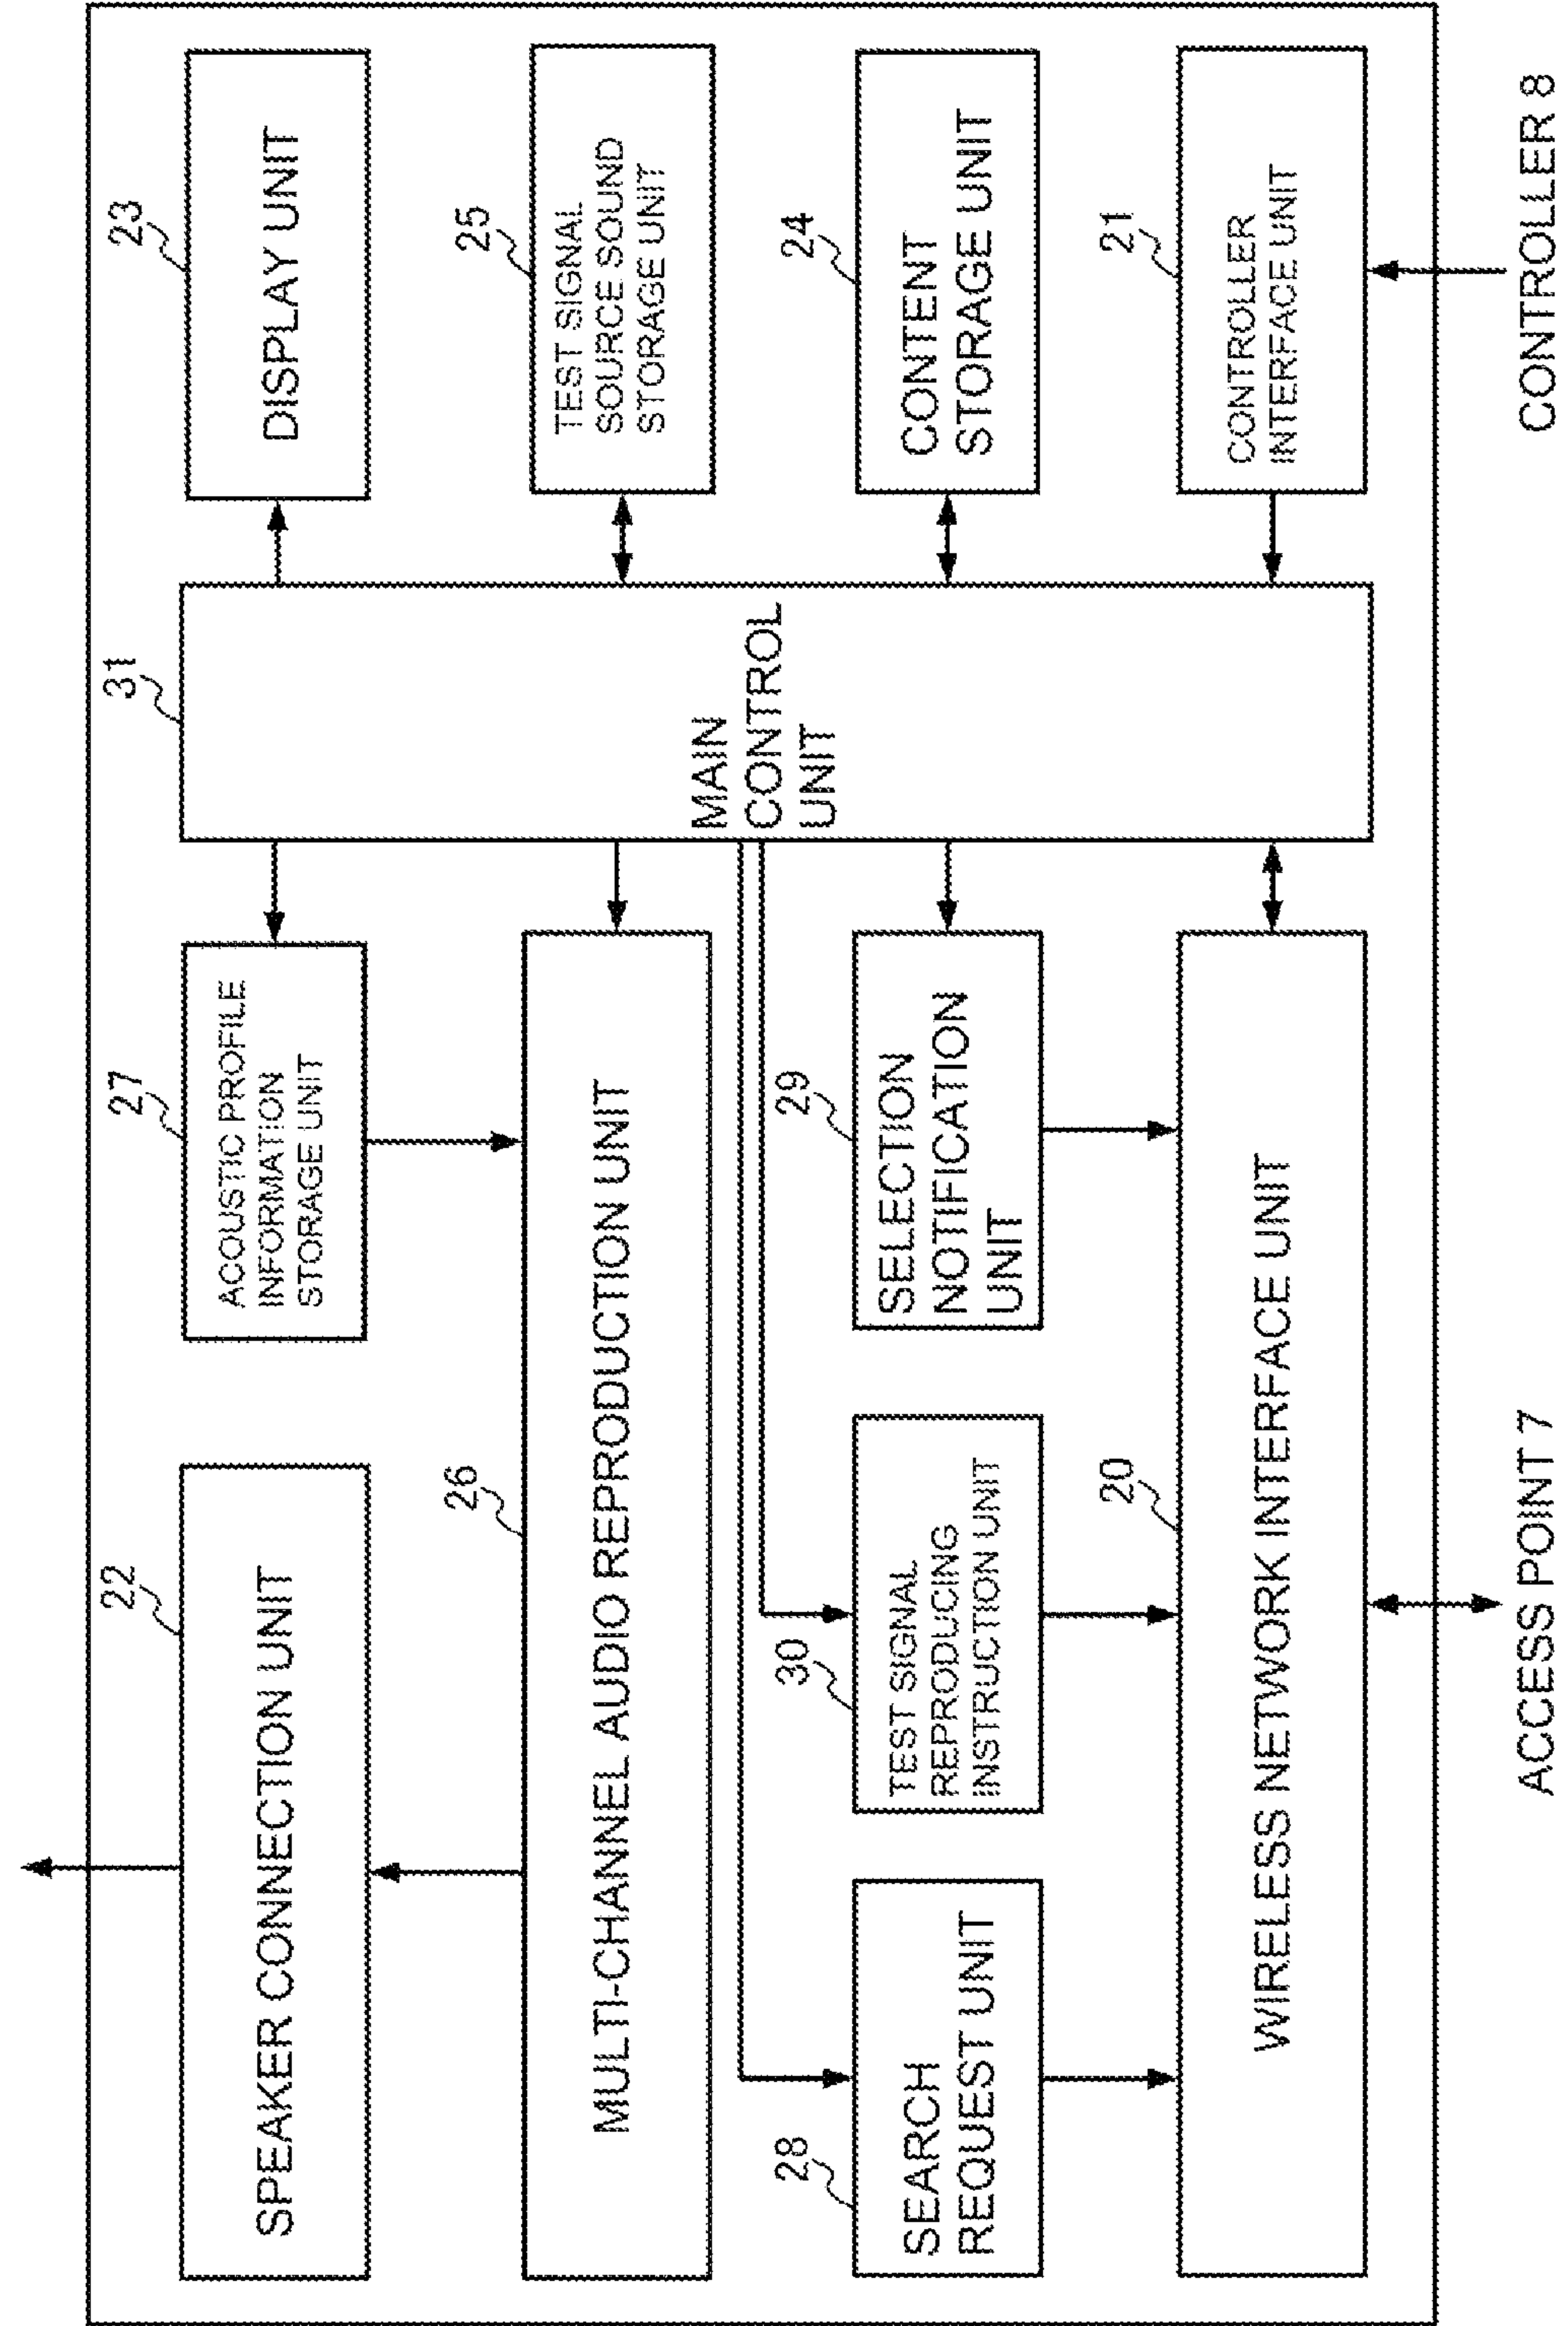 22
SPEAKER CONNECTION UNIT
27
ACOUSTIC PROFILE
INFORMATION
STORAGE UNIT
31
MAIN
CONTROL
UNIT
23
DISPLAY UNIT
26
MULTI-CHANNEL AUDIO REPRODUCTION UNIT
25
TEST SIGNAL
SOURCE SOUND
STORAGE UNIT
28
SEARCH
REQUEST UNIT
30
TEST SIGNAL
REPRODUCING
INSTRUCTION UNIT
29
SELECTION
NOTIFICATION
UNIT
24
CONTENT
STORAGE UNIT
20
WIRELESS NETWORK INTERFACE UNIT
21
CONTROLLER
INTERFACE UNIT
ACCESS POINT 7
CONTROLLER 8